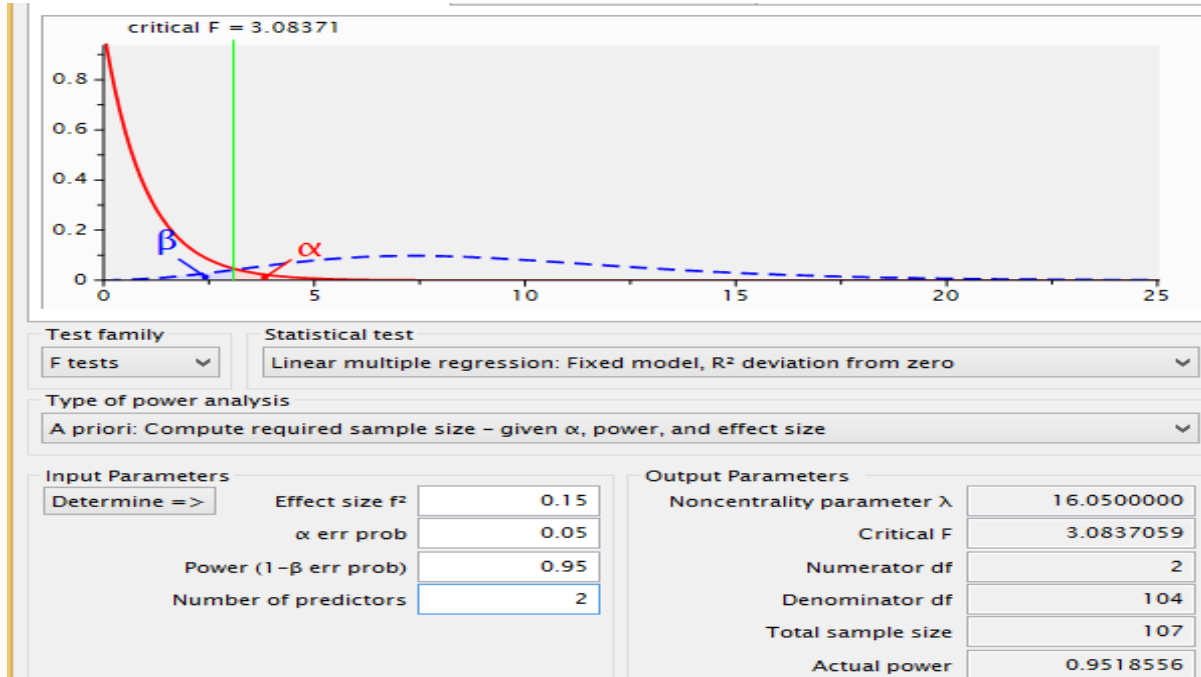 critical F = 3.08371
0.8
0.6
0.4
0.2
0
β
α
0 5 10 15 20 25
Test family Statistical test
F tests Linear multiple regression: Fixed model, R² deviation from zero
Type of power analysis
A priori: Compute required sample size – given α, power, and effect size
Input Parameters Output Parameters
Determine => Effect size f² 0.15 Noncentrality parameter λ 16.0500000
α err prob 0.05 Critical F 3.0837059
Power (1-β err prob) 0.95 Numerator df 2
Number of predictors 2 Denominator df 104
Total sample size 107
Actual power 0.9518556